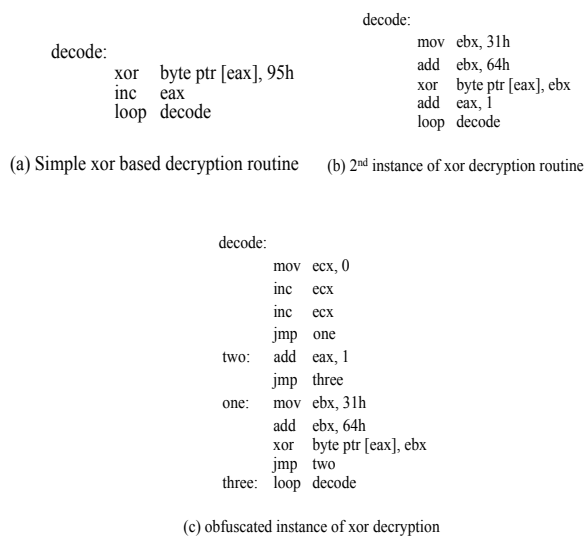 decode:
xor byte ptr [eax], 95h
inc eax
loop decode
(a) Simple xor based decryption routine
decode:
mov ebx, 31h
add ebx, 64h
xor byte ptr [eax], ebx
add eax, 1
loop decode
(b) 2nd instance of xor decryption routine
decode:
mov ecx, 0
inc ecx
inc ecx
jmp one
two: add eax, 1
jmp three
one: mov ebx, 31h
add ebx, 64h
xor byte ptr [eax], ebx
jmp two
three: loop decode
(c) obfuscated instance of xor decryption